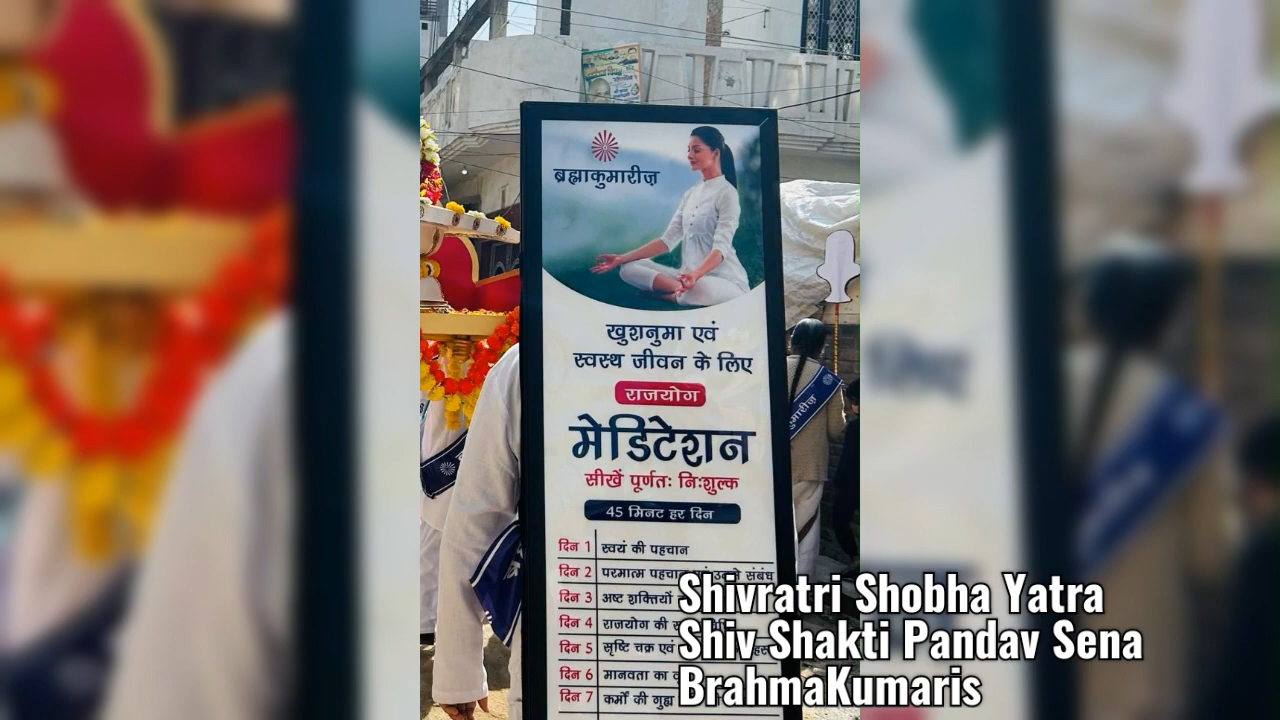 ब्रह्माकुमारीज़
खुशनुमा एवं
स्वस्थ जीवन के लिए
राजयोग
मेडिटेशन
सीखें पूर्णतः निःशुल्क
45 मिनट हर दिन
दिन 1 स्वयं की पहचान
दिन 2 परमात्म पहचान संबंध
दिन 3 अष्ट शक्तियों
दिन 4 राजयोग की
दिन 5 सृष्टि चक्र एवं
दिन 6 मानवता का
दिन 7 कर्मों की गुह्य
Shivratri Shobha Yatra
Shiv Shakti Pandav Sena
BrahmaKumaris